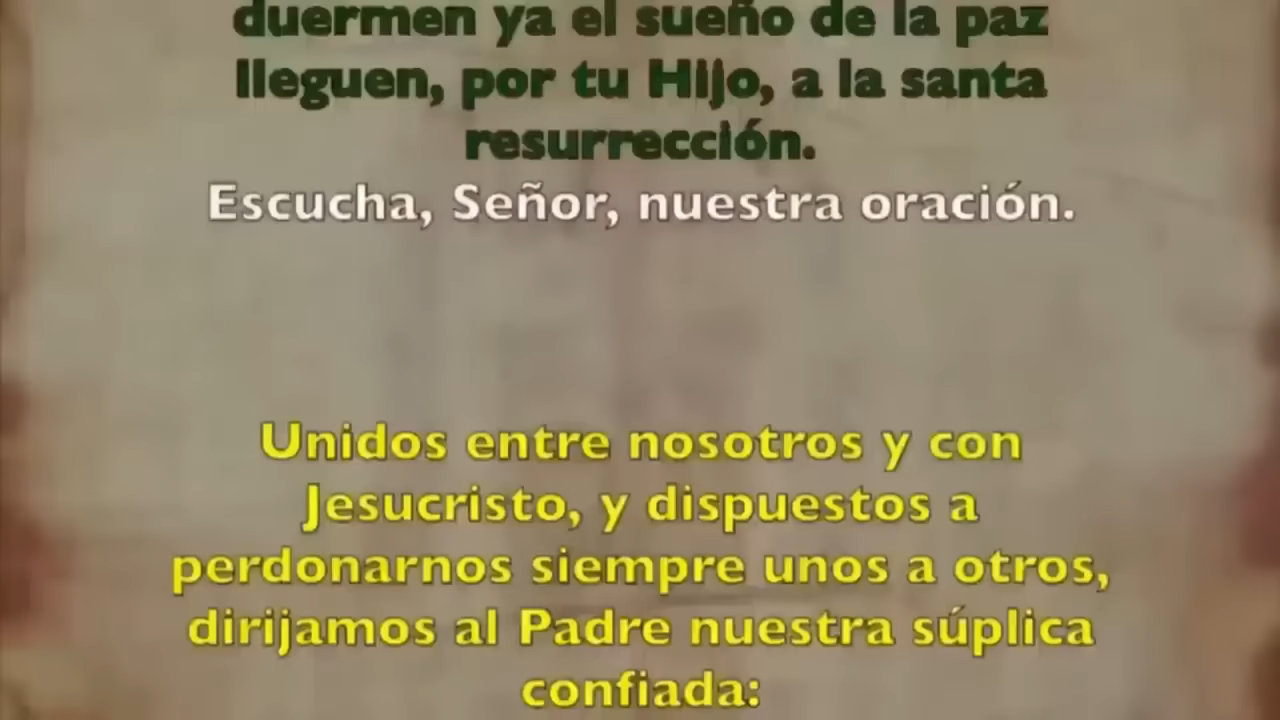 duermen ya el sueño de la paz
lleguen, por tu Hijo, a la santa
resurrección.
Escucha, Señor, nuestra oración.
Unidos entre nosotros y con
Jesucristo, y dispuestos a
perdonarnos siempre unos a otros,
dirijamos al Padre nuestra súplica
confiada: